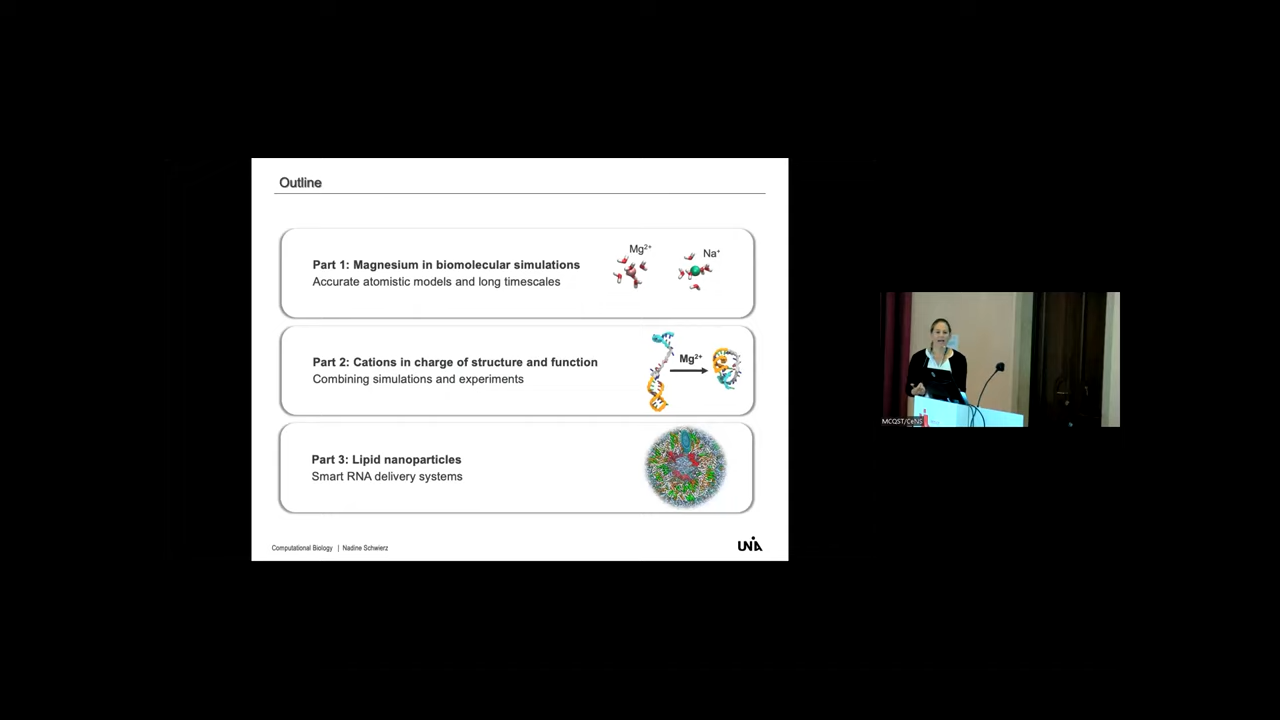 Outline
Part 1: Magnesium in biomolecular simulations
Accurate atomistic models and long timescales
Mg²⁺
Na⁺
Part 2: Cations in charge of structure and function
Combining simulations and experiments
Mg²⁺
Part 3: Lipid nanoparticles
Smart RNA delivery systems
Computational Biology | Nadine Schwierz
UNIA
MCQST/CeNS